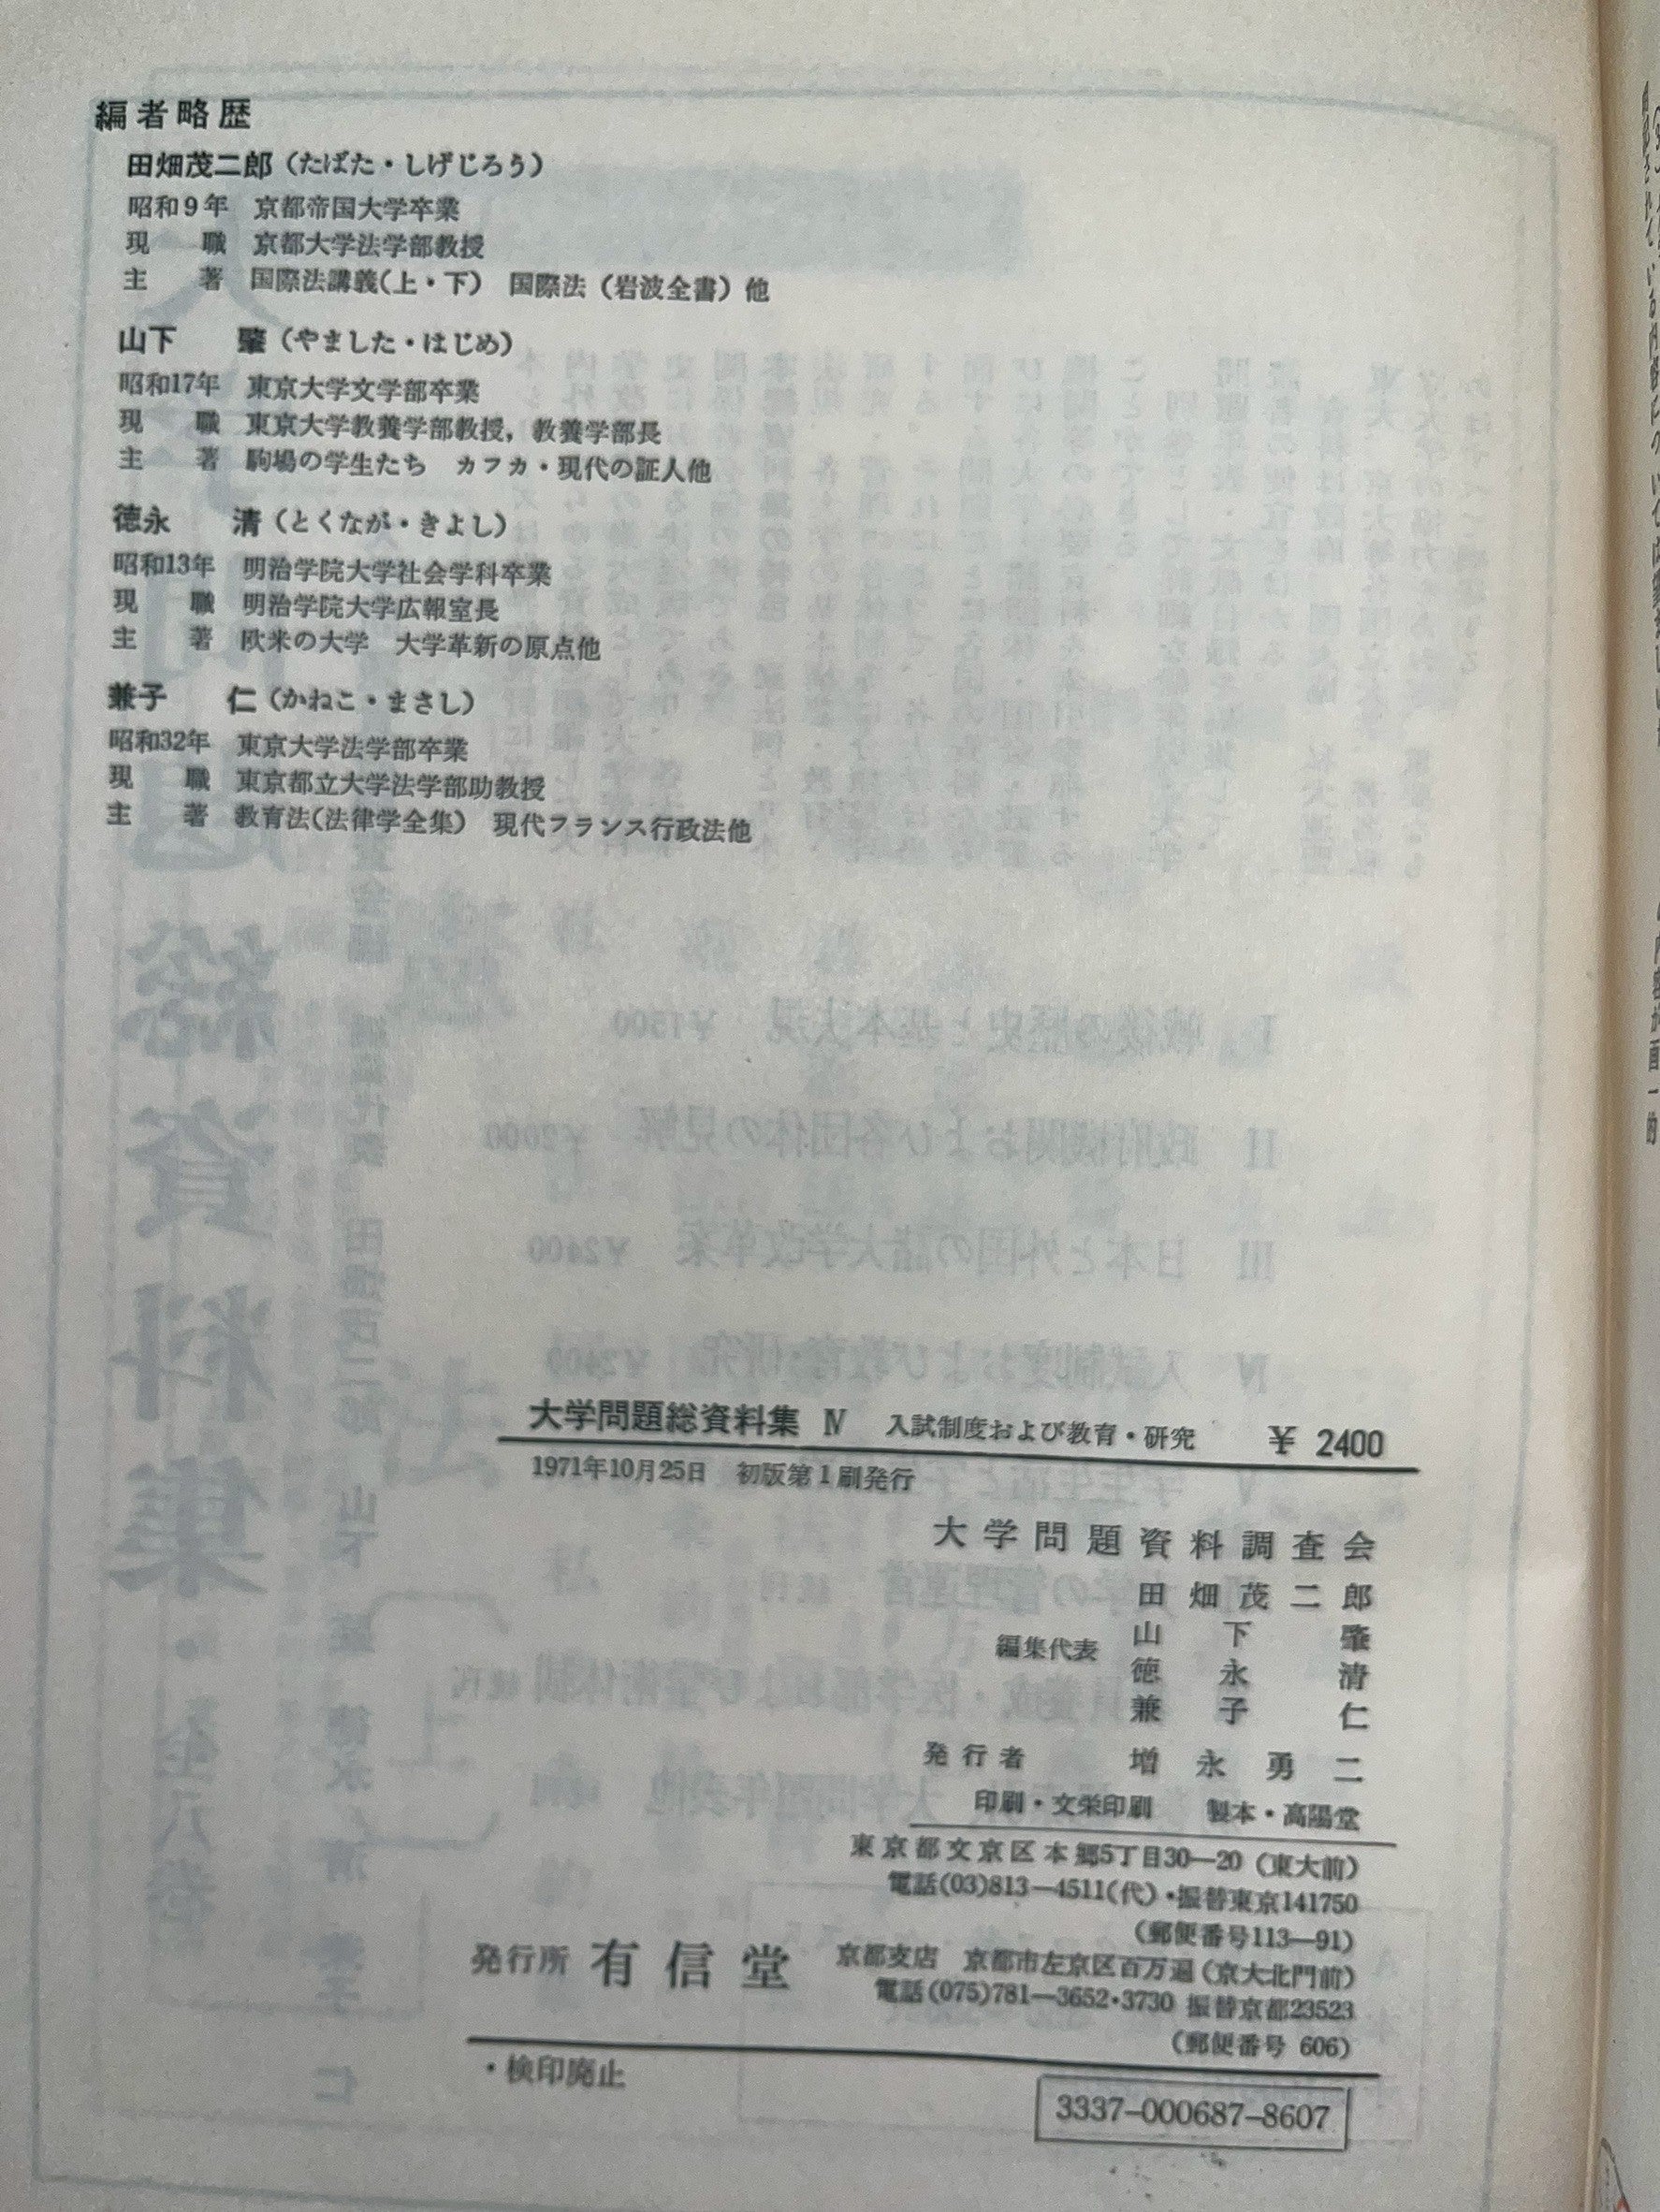 編者略歴
田畑茂二郎（たばた・しげじろう）
昭和9年　京都帝国大学卒業
現　　職　京都大学法学部教授
主　　著　国際法講義（上・下）　国際法（岩波全書）他
山下　　肇（やました・はじめ）
昭和17年　東京大学文学部卒業
現　　職　東京大学教養学部教授，教養学部長
主　　著　駒場の学生たち　カフカ・現代の証人他
徳永　　清（とくなが・きよし）
昭和13年　明治学院大学社会学科卒業
現　　職　明治学院大学広報室長
主　　著　欧米の大学　大学革新の原点他
兼子　　仁（かねこ・まさし）
昭和32年　東京大学法学部卒業
現　　職　東京都立大学法学部助教授
主　　著　教育法（法律学全集）　現代フランス行政法他
大学問題総資料集　Ⅳ　入試制度および教育・研究　¥ 2400
1971年10月25日　初版第1刷発行
大学問題資料調査会
田畑茂二郎
編集代表　山下肇
徳永清
兼子仁
発行者　増永勇二
印刷・文栄印刷　製本・高陽堂
東京都文京区本郷5丁目30—20（東大前）
電話(03)813—4511(代)・振替東京141750
（郵便番号113—91）
発行所　有信堂　京都支店　京都市左京区百万遍（京大北門前）
電話(075)781—3652・3730　振替京都23523
（郵便番号 606）
・検印廃止
3337-000687-8607